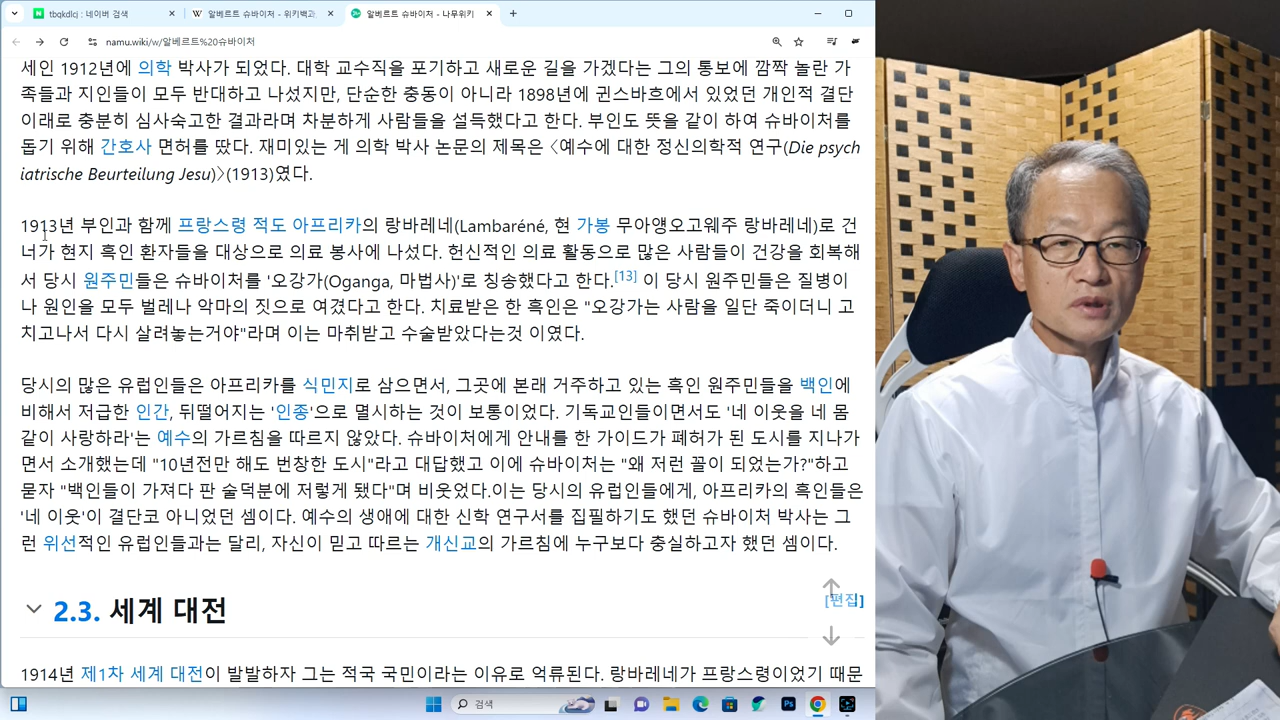 tbqkdlcj : 네이버 검색
알베르트 슈바이처 - 위키백과
알베르트 슈바이처 - 나무위키
namu.wiki/w/알베르트%20슈바이처
세인 1912년에 의학 박사가 되었다. 대학 교수직을 포기하고 새로운 길을 가겠다는 그의 통보에 깜짝 놀란 가
족들과 지인들이 모두 반대하고 나섰지만, 단순한 충동이 아니라 1898년에 귄스바흐에서 있었던 개인적 결단
이래로 충분히 심사숙고한 결과라며 차분하게 사람들을 설득했다고 한다. 부인도 뜻을 같이 하여 슈바이처를
돕기 위해 간호사 면허를 땄다. 재미있는 게 의학 박사 논문의 제목은 〈예수에 대한 정신의학적 연구(Die psych
iatrische Beurteilung Jesu)〉(1913)였다.
1913년 부인과 함께 프랑스령 적도 아프리카의 랑바레네(Lambaréné, 현 가봉 무아얭오고웨주 랑바레네)로 건
너가 현지 흑인 환자들을 대상으로 의료 봉사에 나섰다. 헌신적인 의료 활동으로 많은 사람들이 건강을 회복해
서 당시 원주민들은 슈바이처를 '오강가(Oganga, 마법사)'로 칭송했다고 한다.[13] 이 당시 원주민들은 질병이
나 원인을 모두 벌레나 악마의 짓으로 여겼다고 한다. 치료받은 한 흑인은 "오강가는 사람을 일단 죽이더니 고
치고나서 다시 살려놓는거야"라며 이는 마취받고 수술받았다는것 이였다.
당시의 많은 유럽인들은 아프리카를 식민지로 삼으면서, 그곳에 본래 거주하고 있는 흑인 원주민들을 백인에
비해서 저급한 인간, 뒤떨어지는 '인종'으로 멸시하는 것이 보통이었다. 기독교인들이면서도 '네 이웃을 네 몸
같이 사랑하라'는 예수의 가르침을 따르지 않았다. 슈바이처에게 안내를 한 가이드가 폐허가 된 도시를 지나가
면서 소개했는데 "10년전만 해도 번창한 도시"라고 대답했고 이에 슈바이처는 "왜 저런 꼴이 되었는가?"하고
묻자 "백인들이 가져다 판 술덕분에 저렇게 됐다"며 비웃었다.이는 당시의 유럽인들에게, 아프리카의 흑인들은
'네 이웃'이 결단코 아니었던 셈이다. 예수의 생애에 대한 신학 연구서를 집필하기도 했던 슈바이처 박사는 그
런 위선적인 유럽인들과는 달리, 자신이 믿고 따르는 개신교의 가르침에 누구보다 충실하고자 했던 셈이다.
2.3. 세계 대전
[편집]
1914년 제1차 세계 대전이 발발하자 그는 적국 국민이라는 이유로 억류된다. 랑바레네가 프랑스령이었기 때문
검색